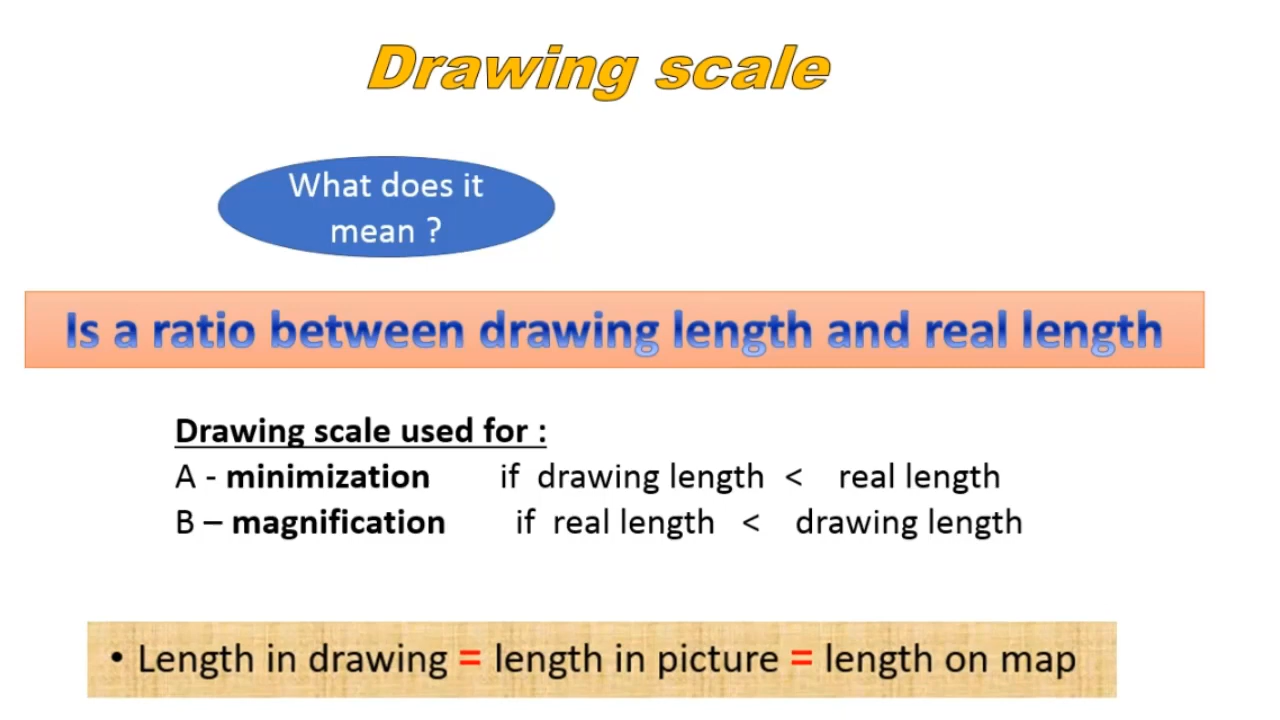 Drawing scale
What does it
mean ?
Is a ratio between drawing length and real length
Drawing scale used for :
A - minimization if drawing length < real length
B – magnification if real length < drawing length
• Length in drawing = length in picture = length on map